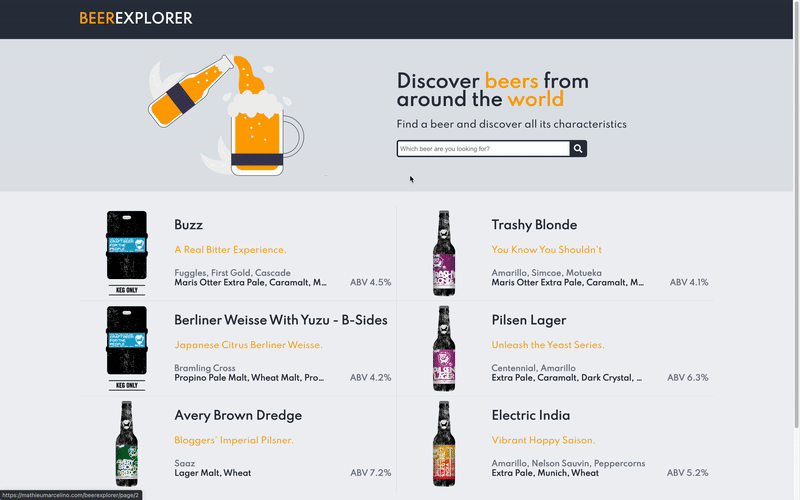 BEEREXPLORER
Discover beers from
around the world
Find a beer and discover all its characteristics
Which beer are you looking for?
Buzz
A Real Bitter Experience.
Fuggles, First Gold, Cascade
Maris Otter Extra Pale, Caramalt, M...
ABV 4.5%
KEG ONLY
Trashy Blonde
You Know You Shouldn't
Amarillo, Simcoe, Motueka
Maris Otter Extra Pale, Caramalt, M...
ABV 4.1%
Berliner Weisse With Yuzu - B-Sides
Japanese Citrus Berliner Weisse.
Bramling Cross
Propino Pale Malt, Wheat Malt, Pro...
ABV 4.2%
KEG ONLY
Pilsen Lager
Unleash the Yeast Series.
Centennial, Amarillo
Extra Pale, Caramalt, Dark Crystal, ...
ABV 6.3%
Avery Brown Dredge
Bloggers' Imperial Pilsner.
Saaz
Lager Malt, Wheat
ABV 7.2%
Electric India
Vibrant Hoppy Saison.
Amarillo, Nelson Sauvin, Peppercorns
Extra Pale, Munich, Wheat
ABV 5.2%
https://mathieumarcelino.com/beerexplorer/page/2